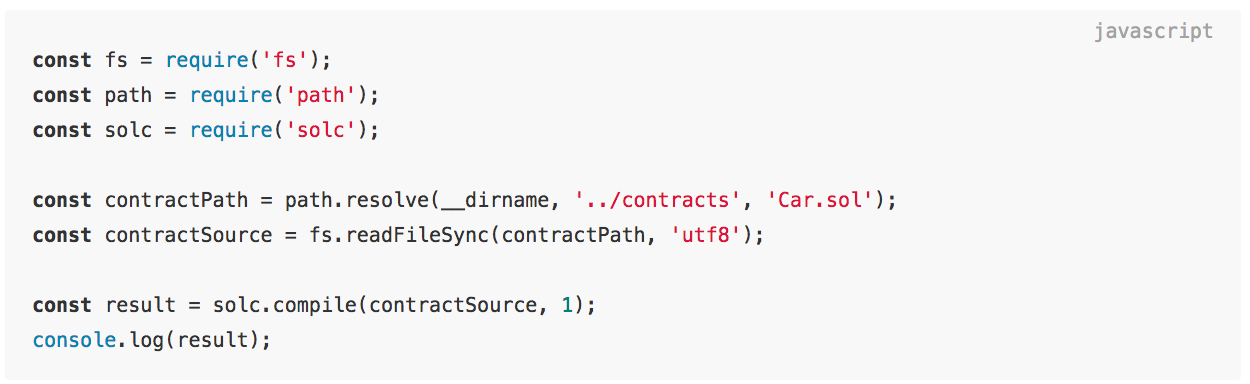 javascript
const fs = require('fs');
const path = require('path');
const solc = require('solc');
const contractPath = path.resolve(__dirname, '../contracts', 'Car.sol');
const contractSource = fs.readFileSync(contractPath, 'utf8');
const result = solc.compile(contractSource, 1);
console.log(result);